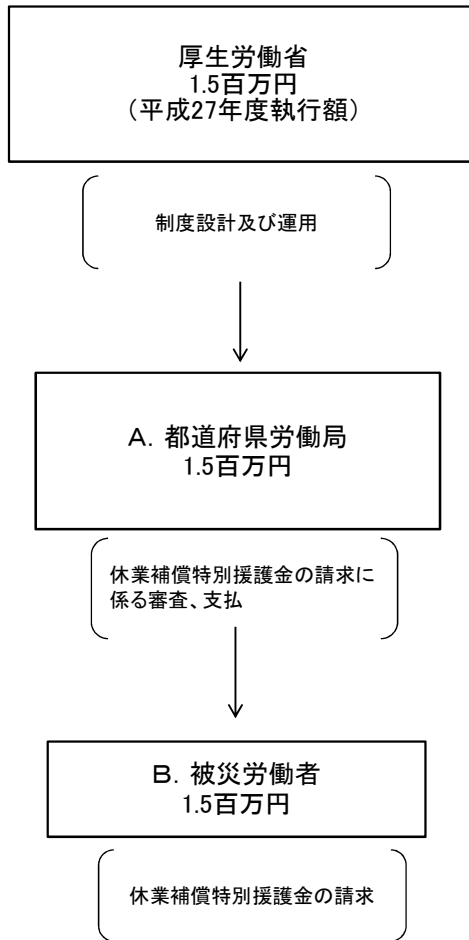 厚生労働省
1.5百万円
（平成27年度執行額）
制度設計及び運用
A．都道府県労働局
1.5百万円
休業補償特別援護金の請求に
係る審査、支払
B．被災労働者
1.5百万円
休業補償特別援護金の請求